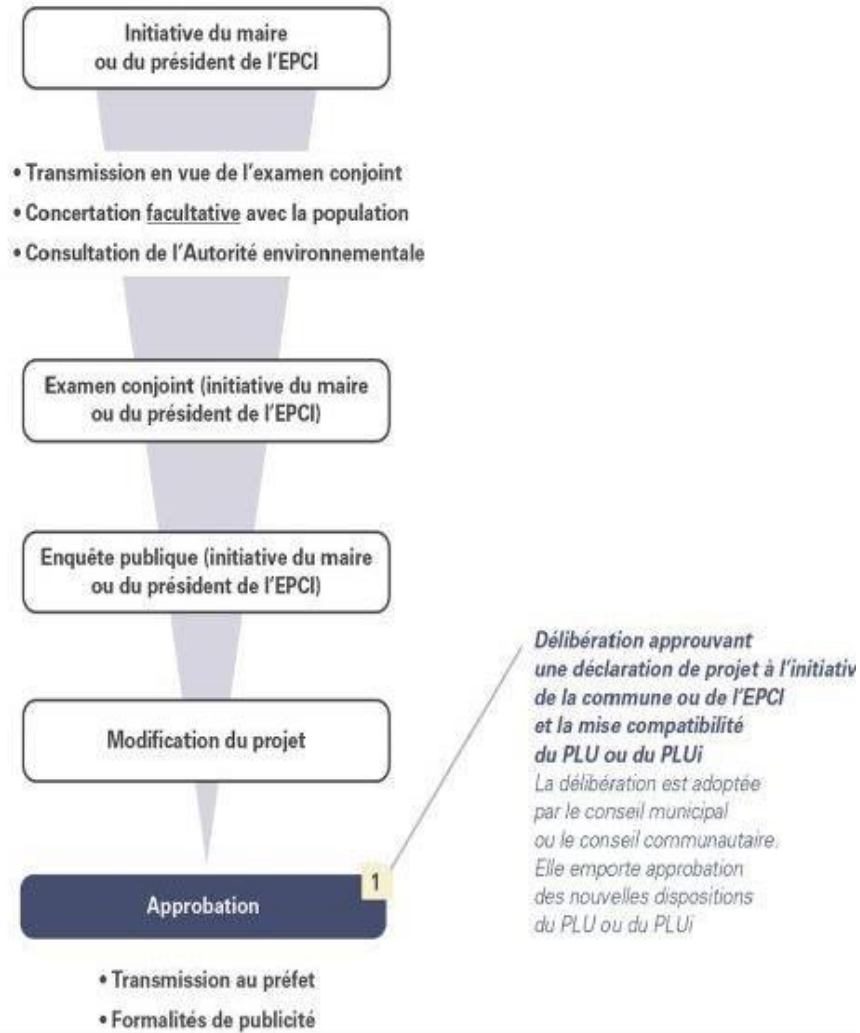 Initiative du maire
ou du président de l'EPCI
• Transmission en vue de l'examen conjoint
• Concertation facultative avec la population
• Consultation de l'Autorité environnementale
Examen conjoint (initiative du maire
ou du président de l'EPCI)
Enquête publique (initiative du maire
ou du président de l'EPCI)
Modification du projet
Approbation
1
• Transmission au préfet
• Formalités de publicité
Délibération approuvant
une déclaration de projet à l'initiativ
de la commune ou de l'EPCI
et la mise compatibilité
du PLU ou du PLUi
La délibération est adoptée
par le conseil municipal
ou le conseil communautaire.
Elle emporte approbation
des nouvelles dispositions
du PLU ou du PLUi